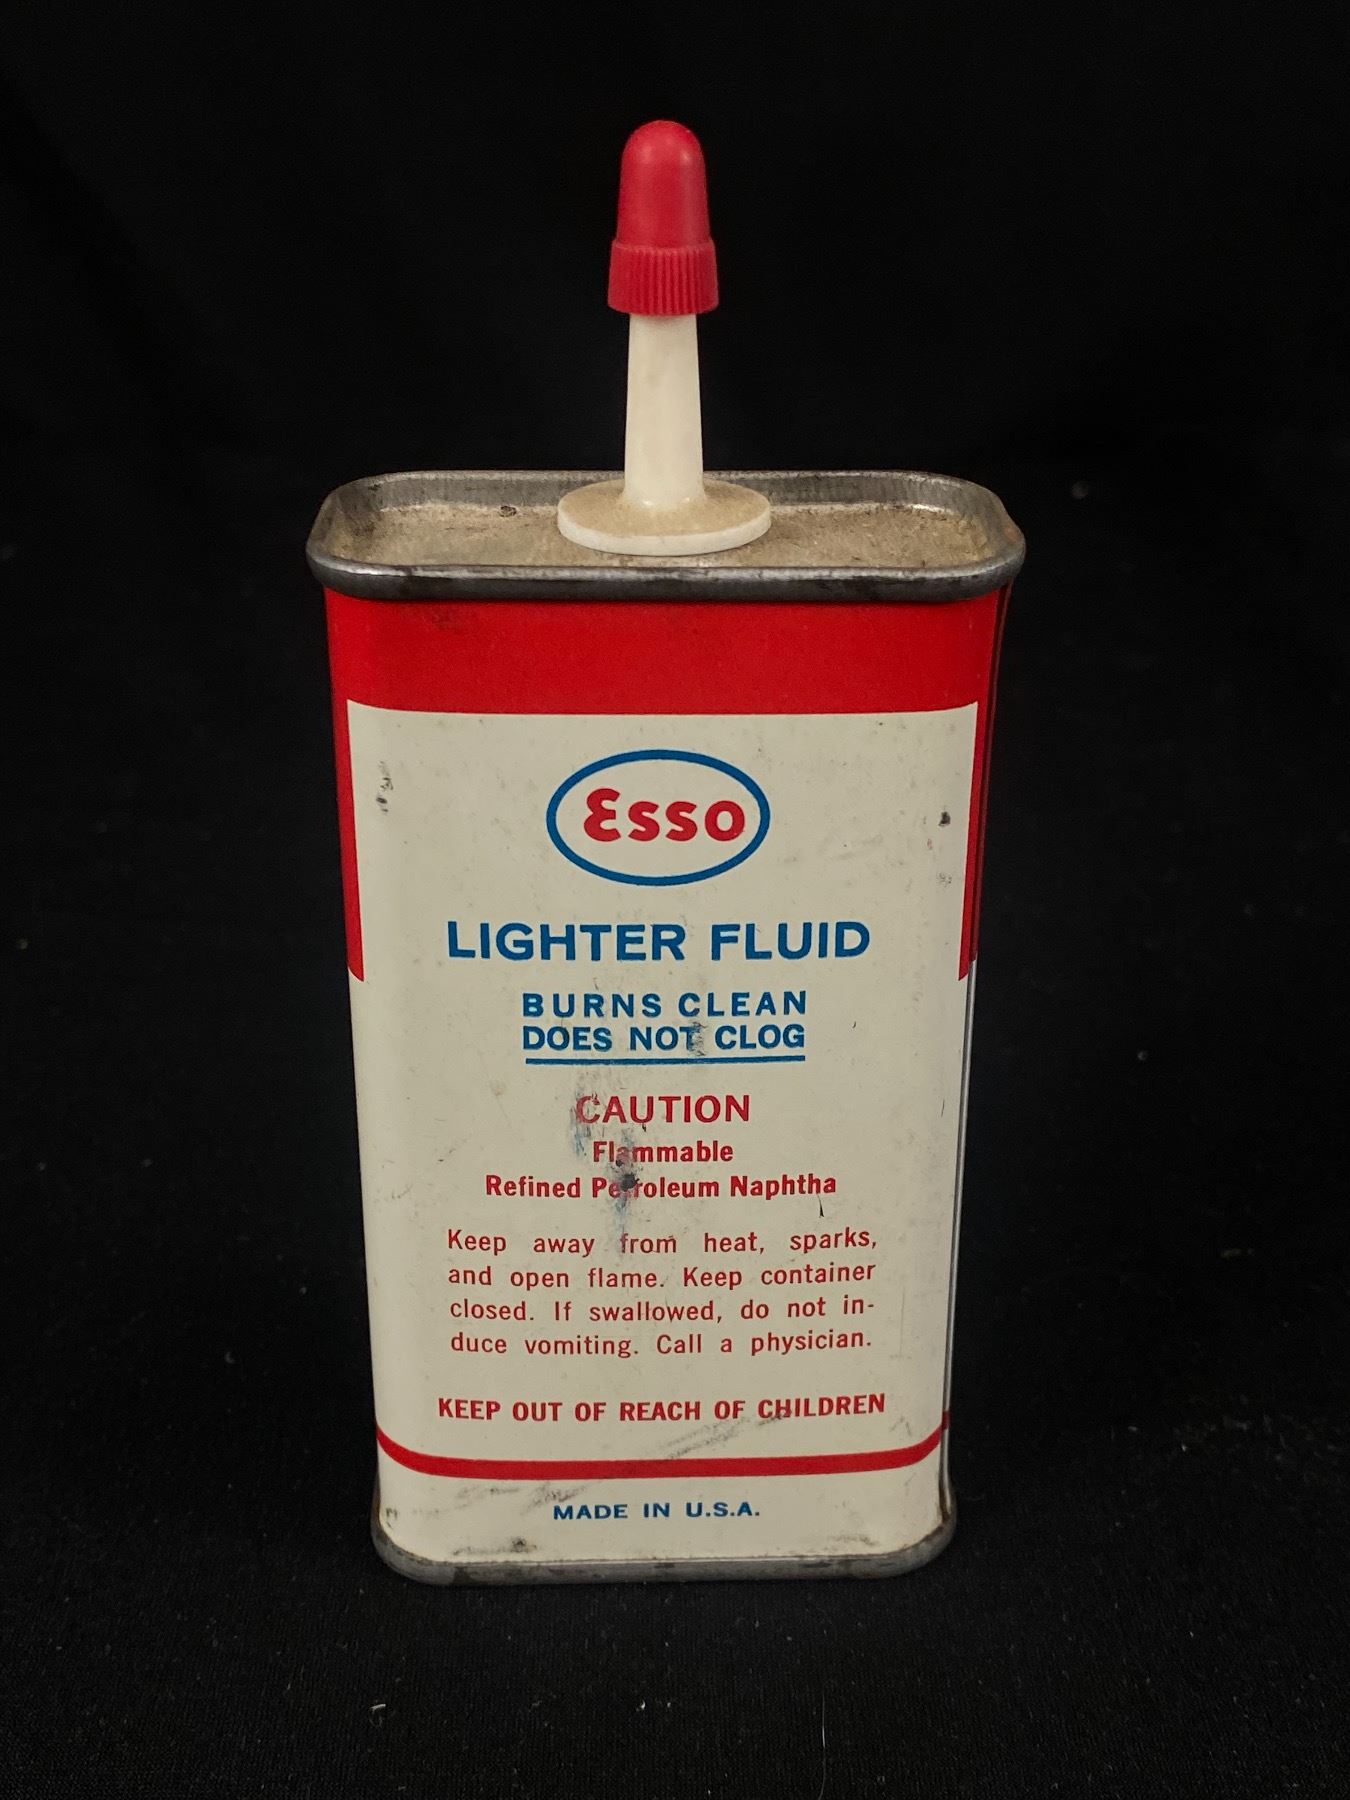 Esso
LIGHTER FLUID
BURNS CLEAN
DOES NOT CLOG
CAUTION
Flammable
Refined Petroleum Naphtha
Keep away from heat, sparks,
and open flame. Keep container
closed. If swallowed, do not in-
duce vomiting. Call a physician.
KEEP OUT OF REACH OF CHILDREN
MADE IN U.S.A.